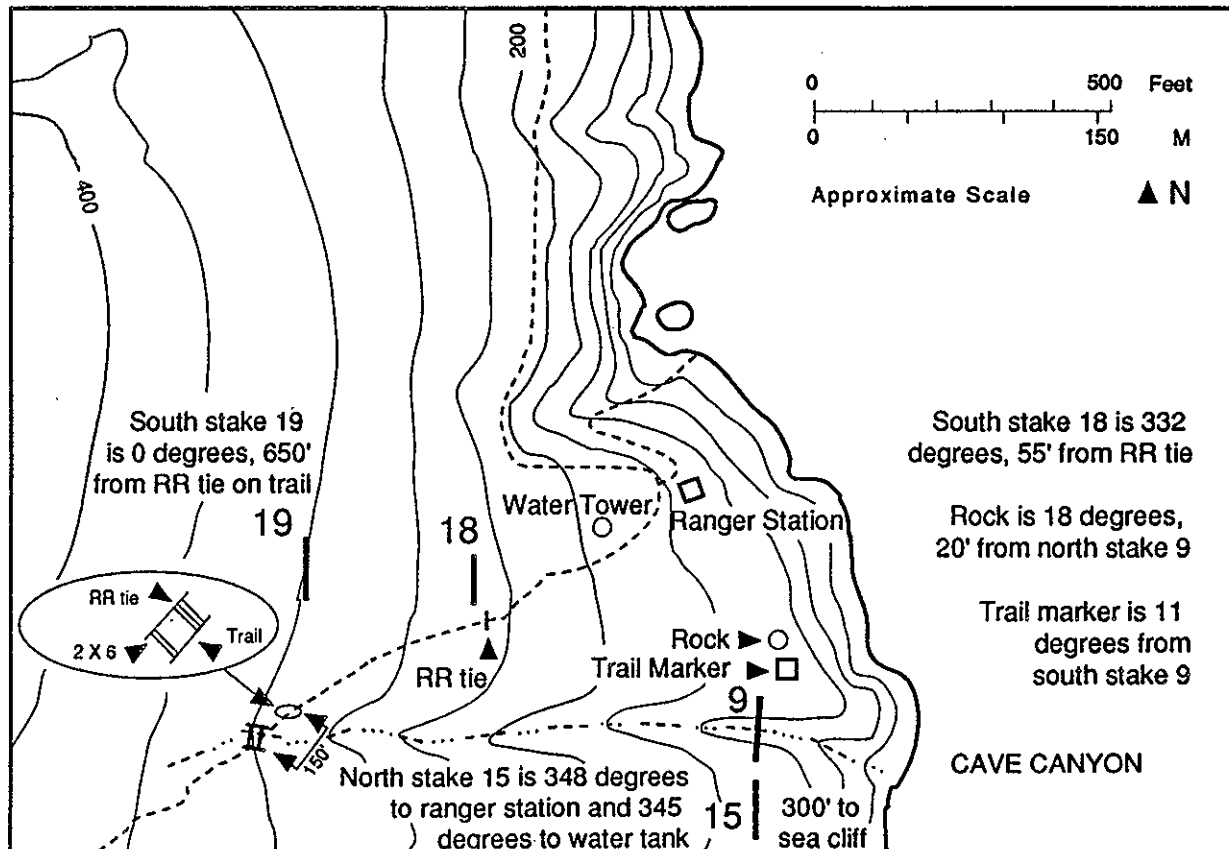 200
0 500 Feet
0 150 M
Approximate Scale ▲ N
400
South stake 19
is 0 degrees, 650'
from RR tie on trail
19
18
Water Tower
Ranger Station
South stake 18 is 332
degrees, 55' from RR tie
Rock is 18 degrees,
20' from north stake 9
Trail marker is 11
degrees from
south stake 9
RR tie
2 X 6
Trail
RR tie
Rock
Trail Marker
9
150'
North stake 15 is 348 degrees
to ranger station and 345
degrees to water tank
15
300' to
sea cliff
CAVE CANYON